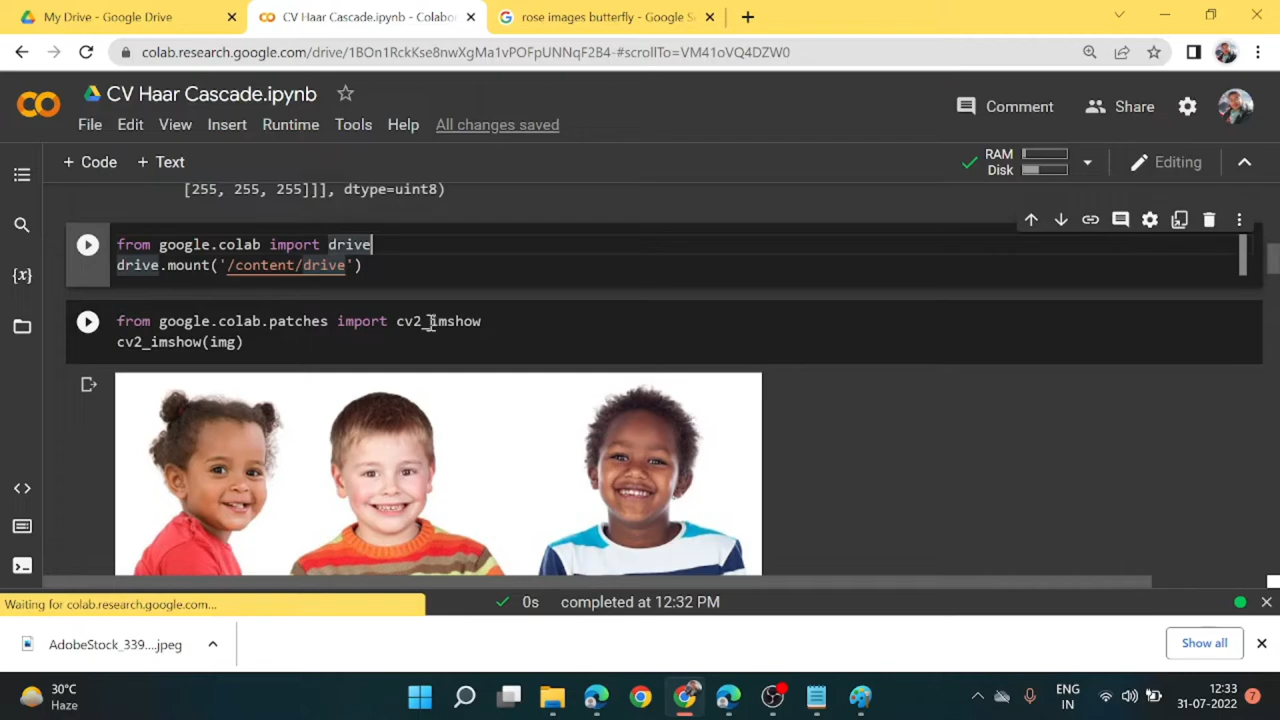 My Drive - Google Drive
CV Haar Cascade.ipynb - Colabor
rose images butterfly - Google Se
colab.research.google.com/drive/1BOn1RckKse8nwXgMa1vPOFpUNNqF2B4-#scrollTo=VM41oVQ4DZW0
CV Haar Cascade.ipynb
Comment
Share
File Edit View Insert Runtime Tools Help All changes saved
+ Code + Text
RAM
Disk
Editing
[255, 255, 255]]], dtype=uint8)
from google.colab import drive
drive.mount('/content/drive')
from google.colab.patches import cv2_imshow
cv2_imshow(img)
{x}
Waiting for colab.research.google.com...
0s completed at 12:32 PM
AdobeStock_339....jpeg
Show all
30°C
Haze
ENG
IN
12:33
31-07-2022
7